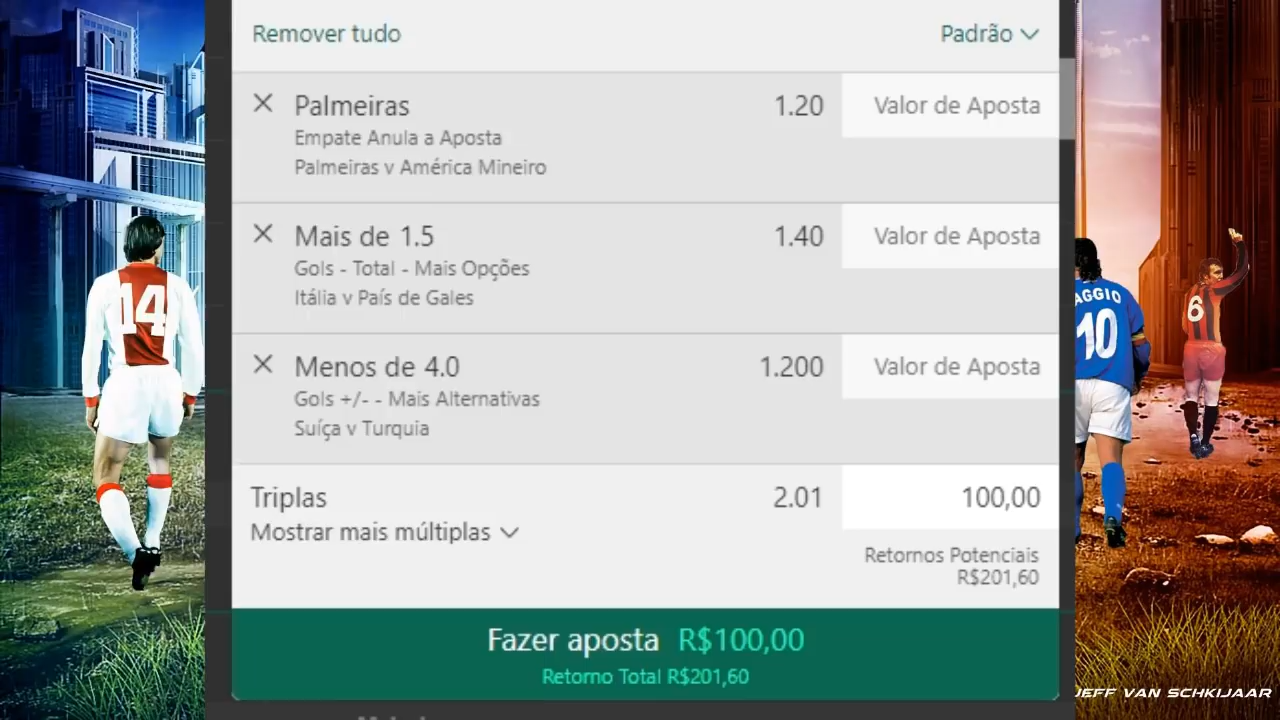 Remover tudo
Padrão
Palmeiras 1.20 Valor de Aposta
Empate Anula a Aposta
Palmeiras v América Mineiro
Mais de 1.5 1.40 Valor de Aposta
Gols - Total - Mais Opções
Itália v País de Gales
Menos de 4.0 1.200 Valor de Aposta
Gols +/- - Mais Alternativas
Suíça v Turquia
Triplas 2.01 100,00
Mostrar mais múltiplas
Retornos Potenciais
R$201,60
Fazer aposta R$100,00
Retorno Total R$201,60
14
AGGIO
10
6
JEFF VAN SCHKIJAAR